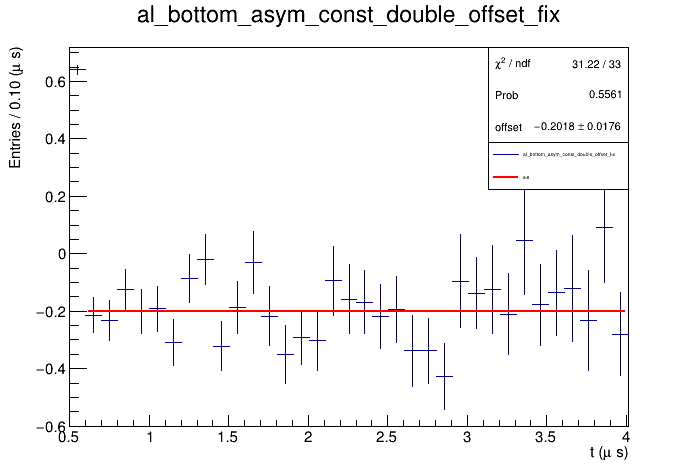 al_bottom_asym_const_double_offset_fix
Entries / 0.10 (μ s)
χ² / ndf 31.22 / 33
Prob 0.5561
offset −0.2018 ± 0.0176
al_bottom_asym_const_double_offset_fix
0.6
0.4
0.2
0
−0.2
−0.4
−0.6
0.5 1 1.5 2 2.5 3 3.5 4
t (μ s)